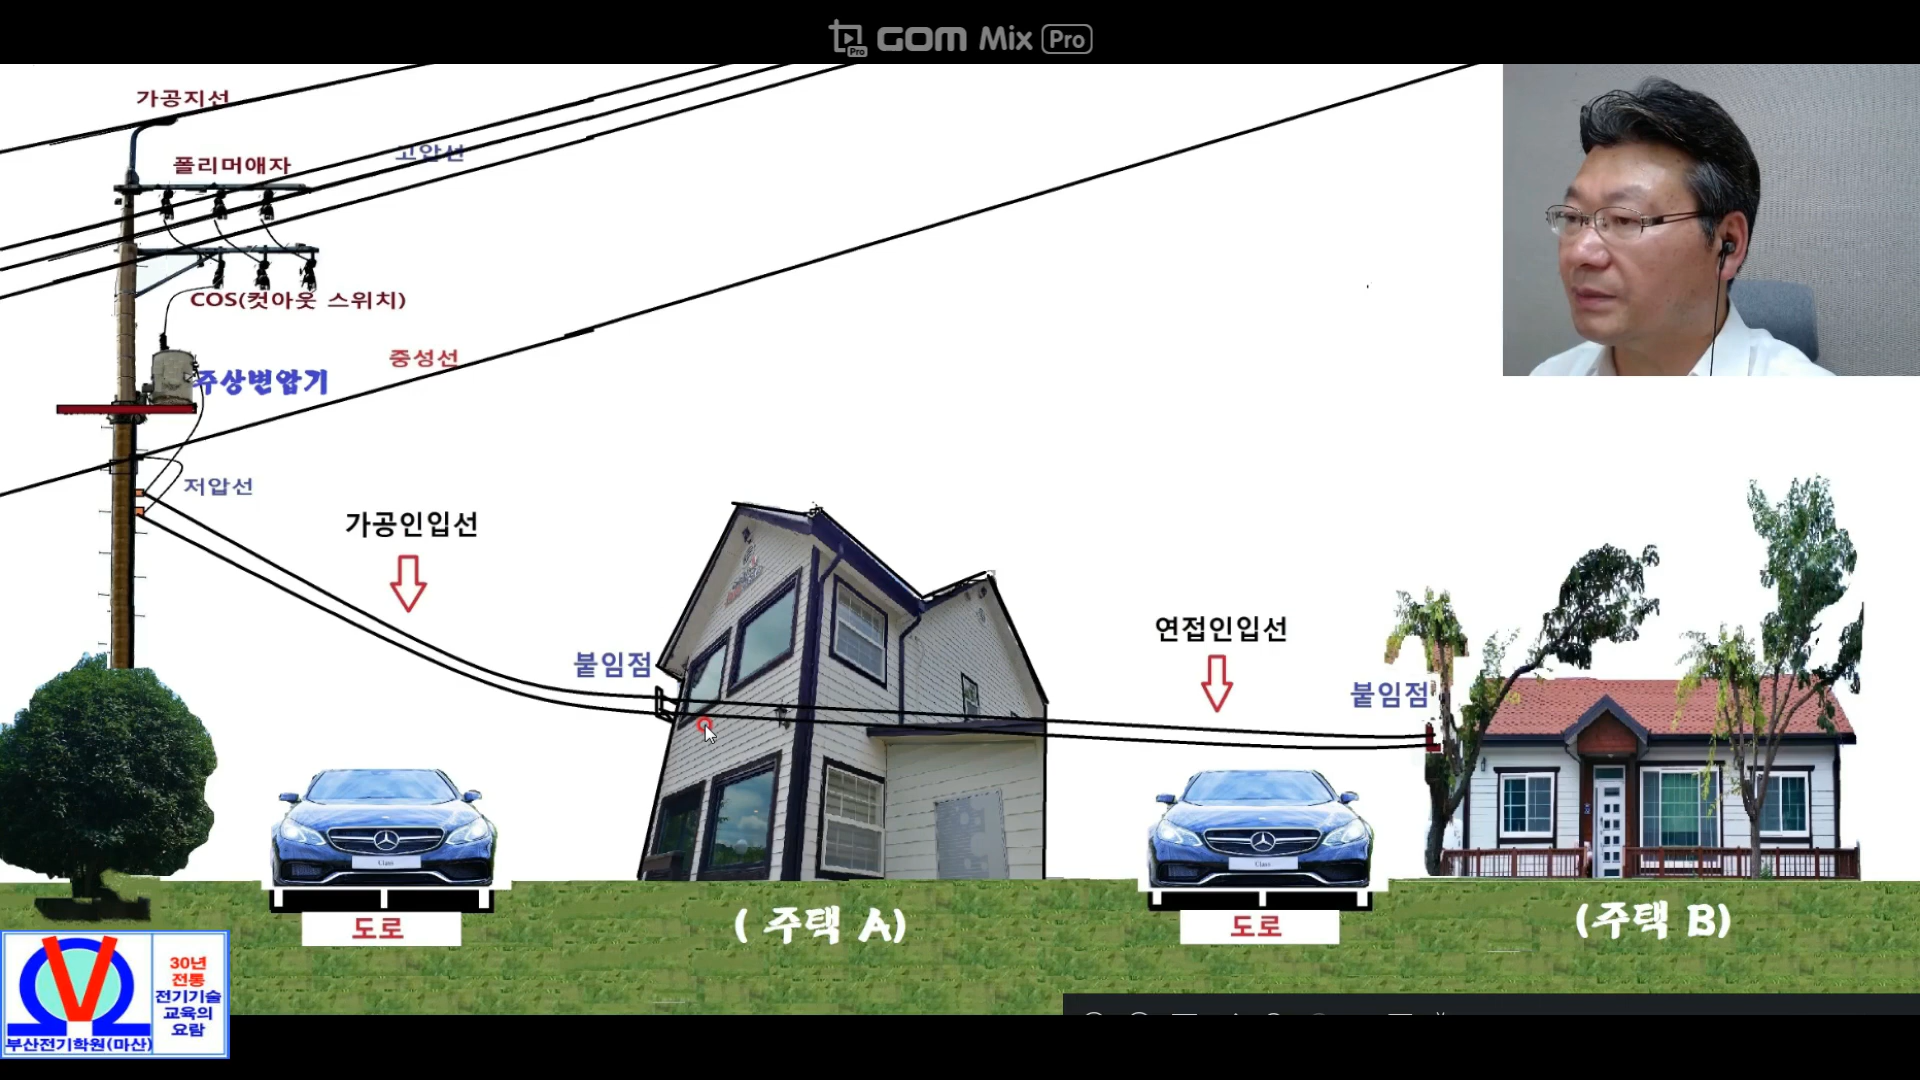 GOM Mix Pro
가공지선
고압선
폴리머애자
COS(컷아웃 스위치)
중성선
주상변압기
저압선
가공인입선
연접인입선
붙임점
붙임점
Class
Class
도로
( 주택 A)
도로
(주택 B)
30년
전통
전기기술
교육의
요람
부산전기학원(마산)